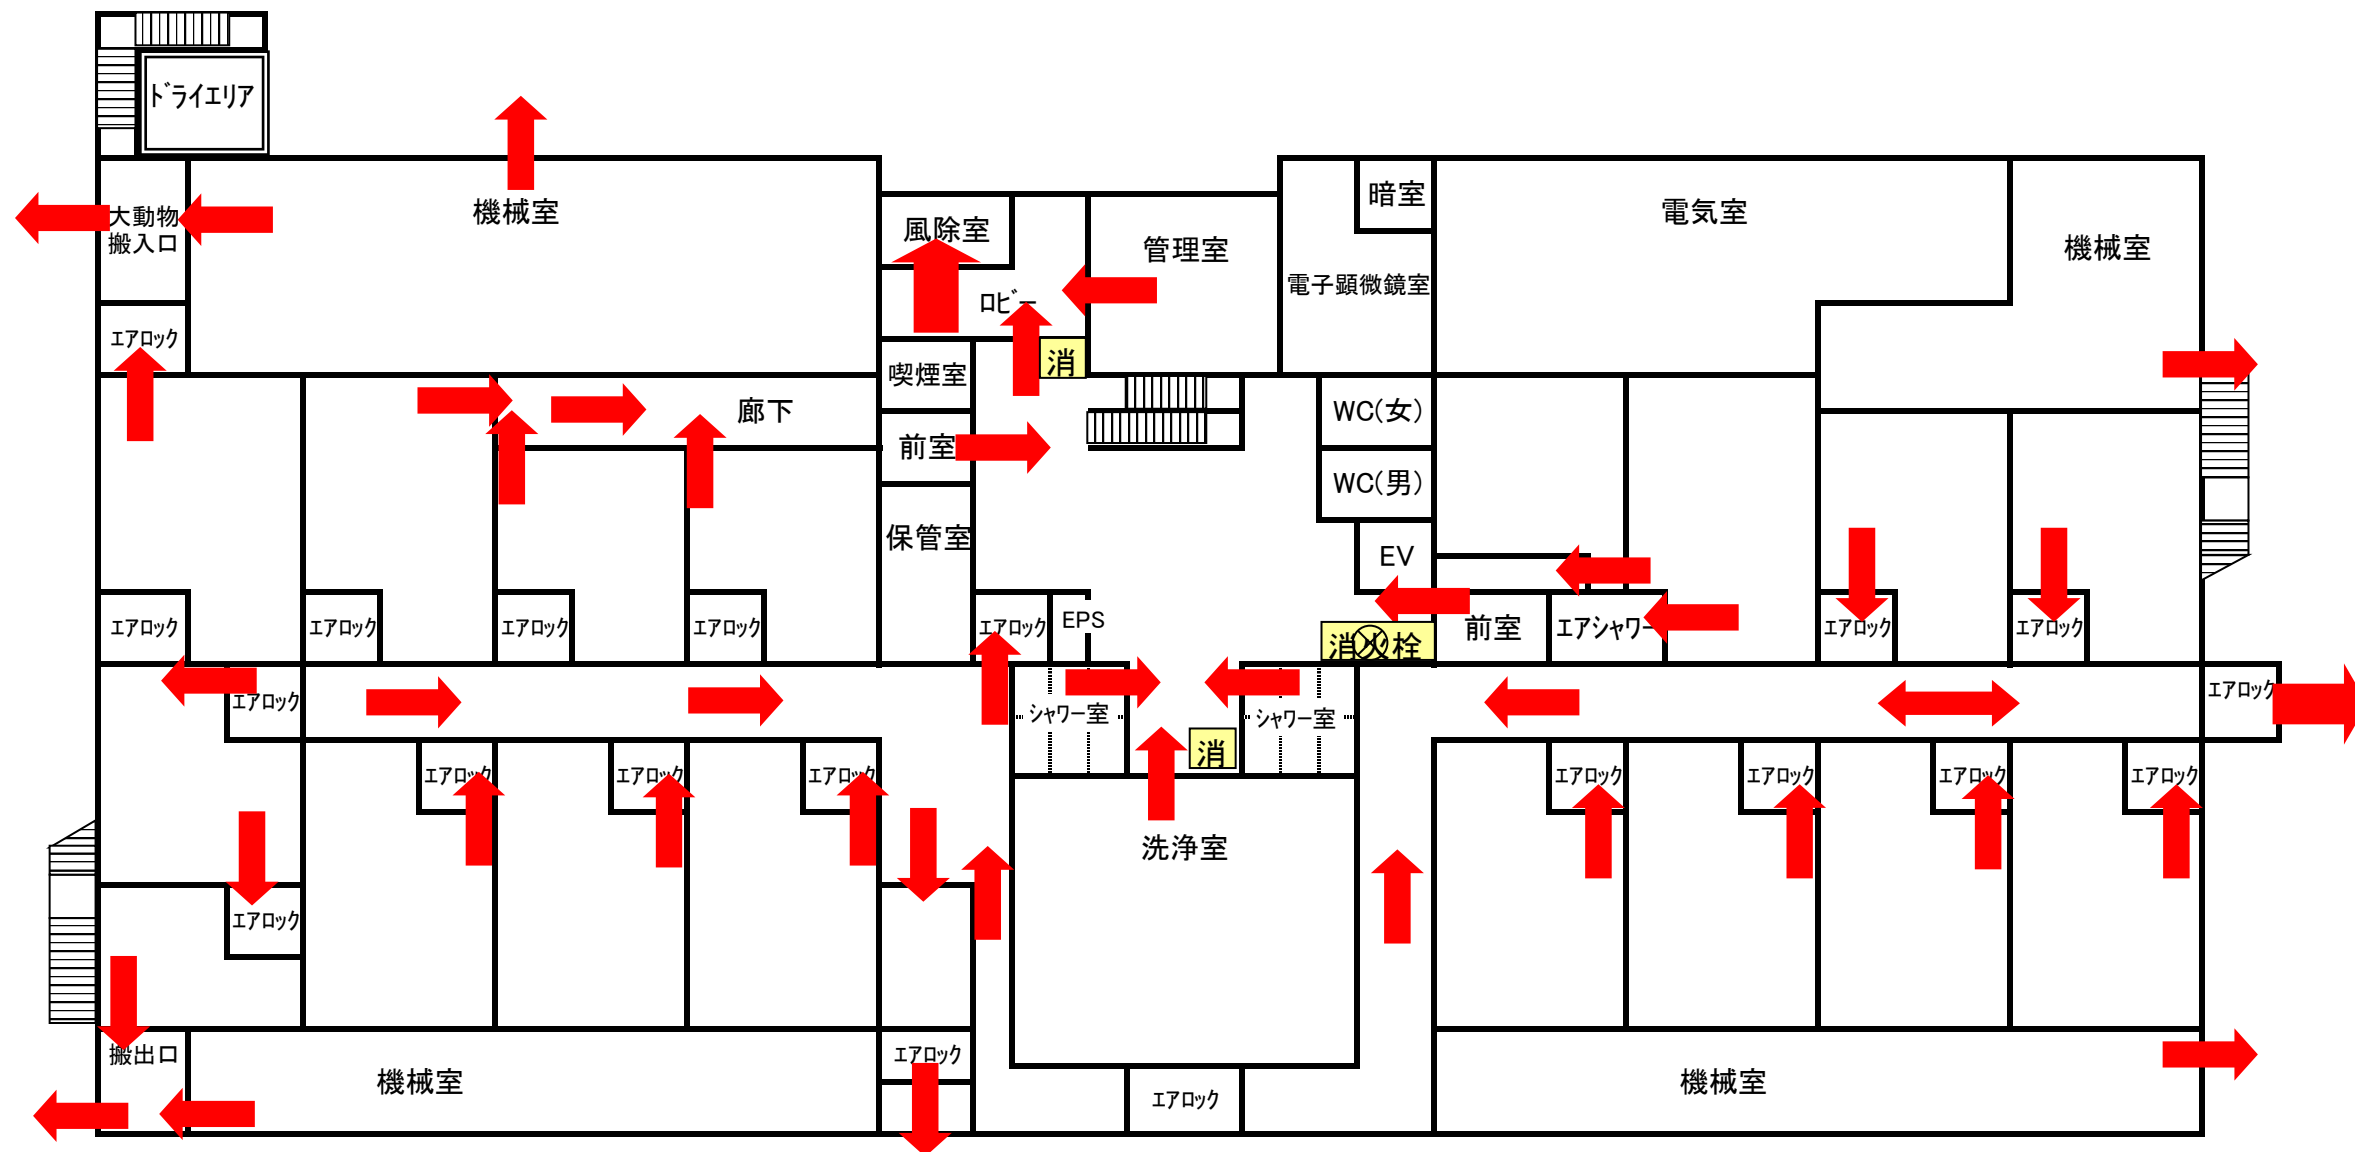 ドライエリア
大動物
搬入口
機械室
風除室
管理室
暗室
電気室
機械室
電子顕微鏡室
ロビー
エアロック
消
喫煙室
廊下
WC(女)
前室
WC(男)
保管室
EV
エアロック
エアロック
エアロック
エアロック
エアロック
EPS
消火栓
前室
エアシャワー
エアロック
エアロック
エアロック
シャワー室
シャワー室
エアロック
消
エアロック
エアロック
エアロック
エアロック
エアロック
エアロック
エアロック
洗浄室
エアロック
搬出口
機械室
エアロック
エアロック
機械室